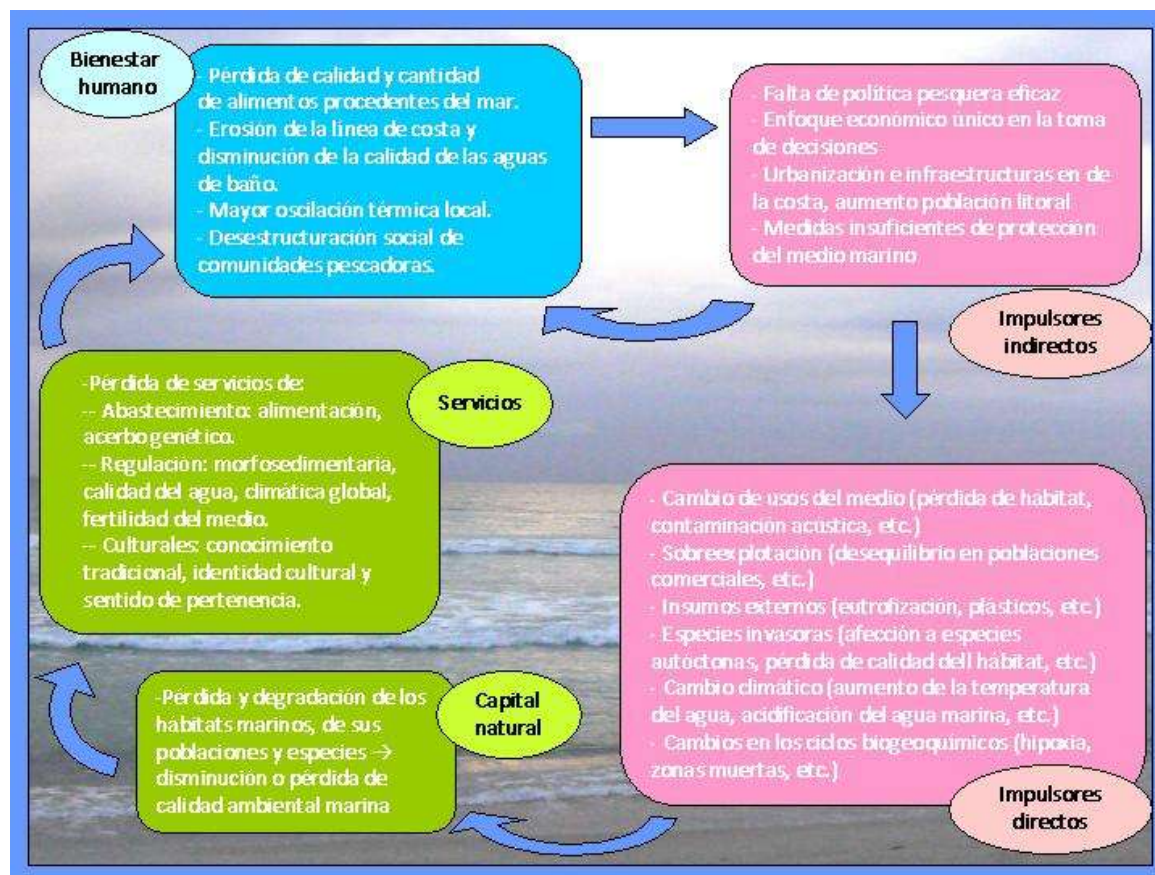 Bienestar
humano
- Pérdida de calidad y cantidad
de alimentos procedentes del mar.
- Erosión de la línea de costa y
disminución de la calidad de las aguas
de baño.
- Mayor oscilación térmica local.
- Desestructuración social de
comunidades pescadoras.
- Falta de política pesquera eficaz
- Enfoque económico único en la toma
de decisiones
- Urbanización e infraestructuras en de
la costa, aumento población litoral
- Medidas insuficientes de protección
del medio marino
Impulsores
indirectos
-Pérdida de servicios de:
-- Abastecimiento: alimentación,
acerbo genético.
-- Regulación: morfosedimentaria,
calidad del agua, climática global,
fertilidad del medio.
-- Culturales: conocimiento
tradicional, identidad cultural y
sentido de pertenencia.
Servicios
- Cambio de usos del medio (pérdida de hábitat,
contaminación acústica, etc.)
- Sobreexplotación (desequilibrio en poblaciones
comerciales, etc.)
- Insumos externos (eutrofización, plásticos, etc.)
- Especies invasoras (afección a especies
autóctonas, pérdida de calidad dell hábitat, etc.)
- Cambio climático (aumento de la temperatura
del agua, acidificación del agua marina, etc.)
- Cambios en los ciclos biogeoquímicos (hipoxia,
zonas muertas, etc.)
Impulsores
directos
-Pérdida y degradación de los
hábitats marinos, de sus
poblaciones y especies →
disminución o pérdida de
calidad ambiental marina
Capital
natural